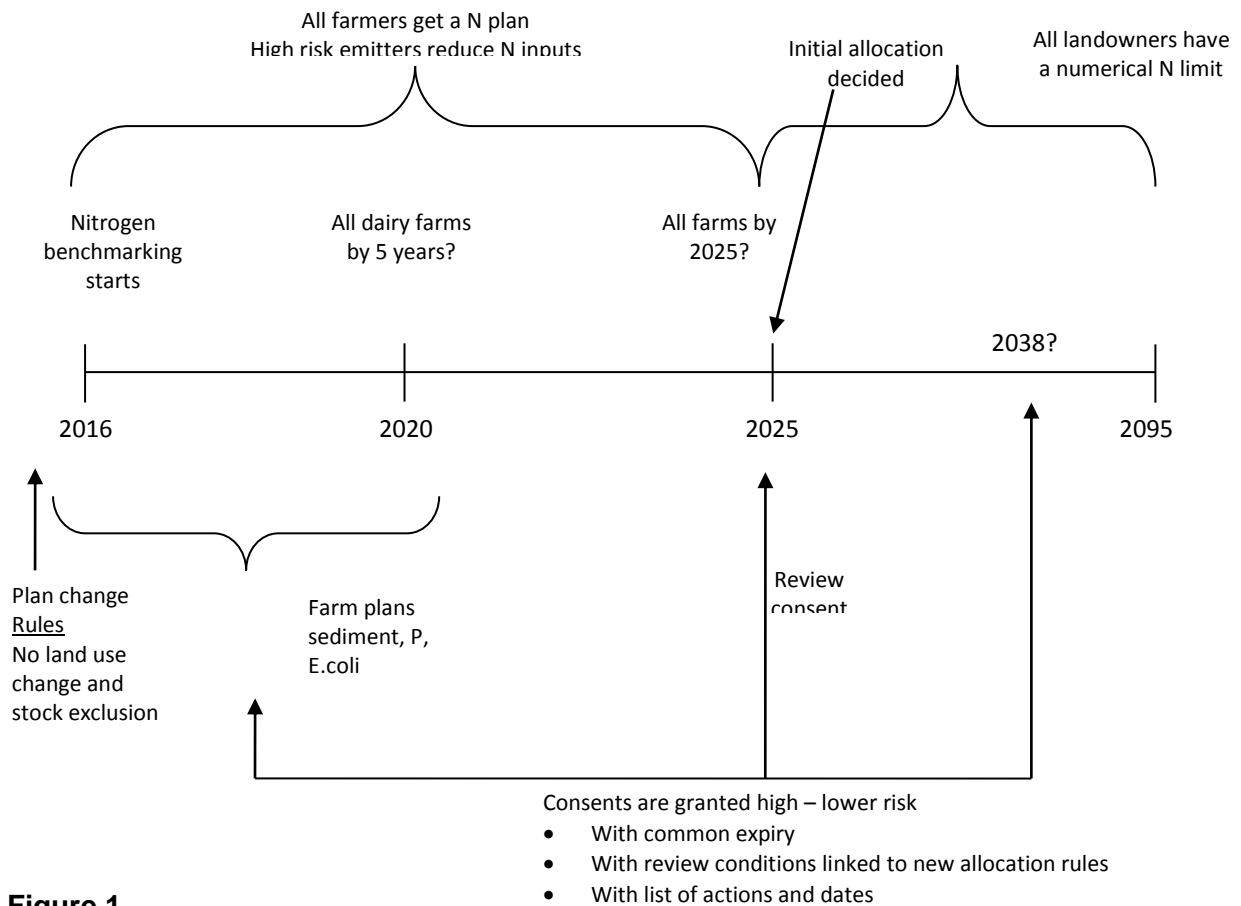 All farmers get a N plan
High risk emitters reduce N inputs
Initial allocation
decided
All landowners have
a numerical N limit
Nitrogen
benchmarking
starts
All dairy farms
by 5 years?
All farms by
2025?
2038?
2016
2020
2025
2095
Plan change
Rules
No land use
change and
stock exclusion
Farm plans
sediment, P,
E.coli
Review
consent
Consents are granted high – lower risk
• With common expiry
• With review conditions linked to new allocation rules
• With list of actions and dates
Figure 1